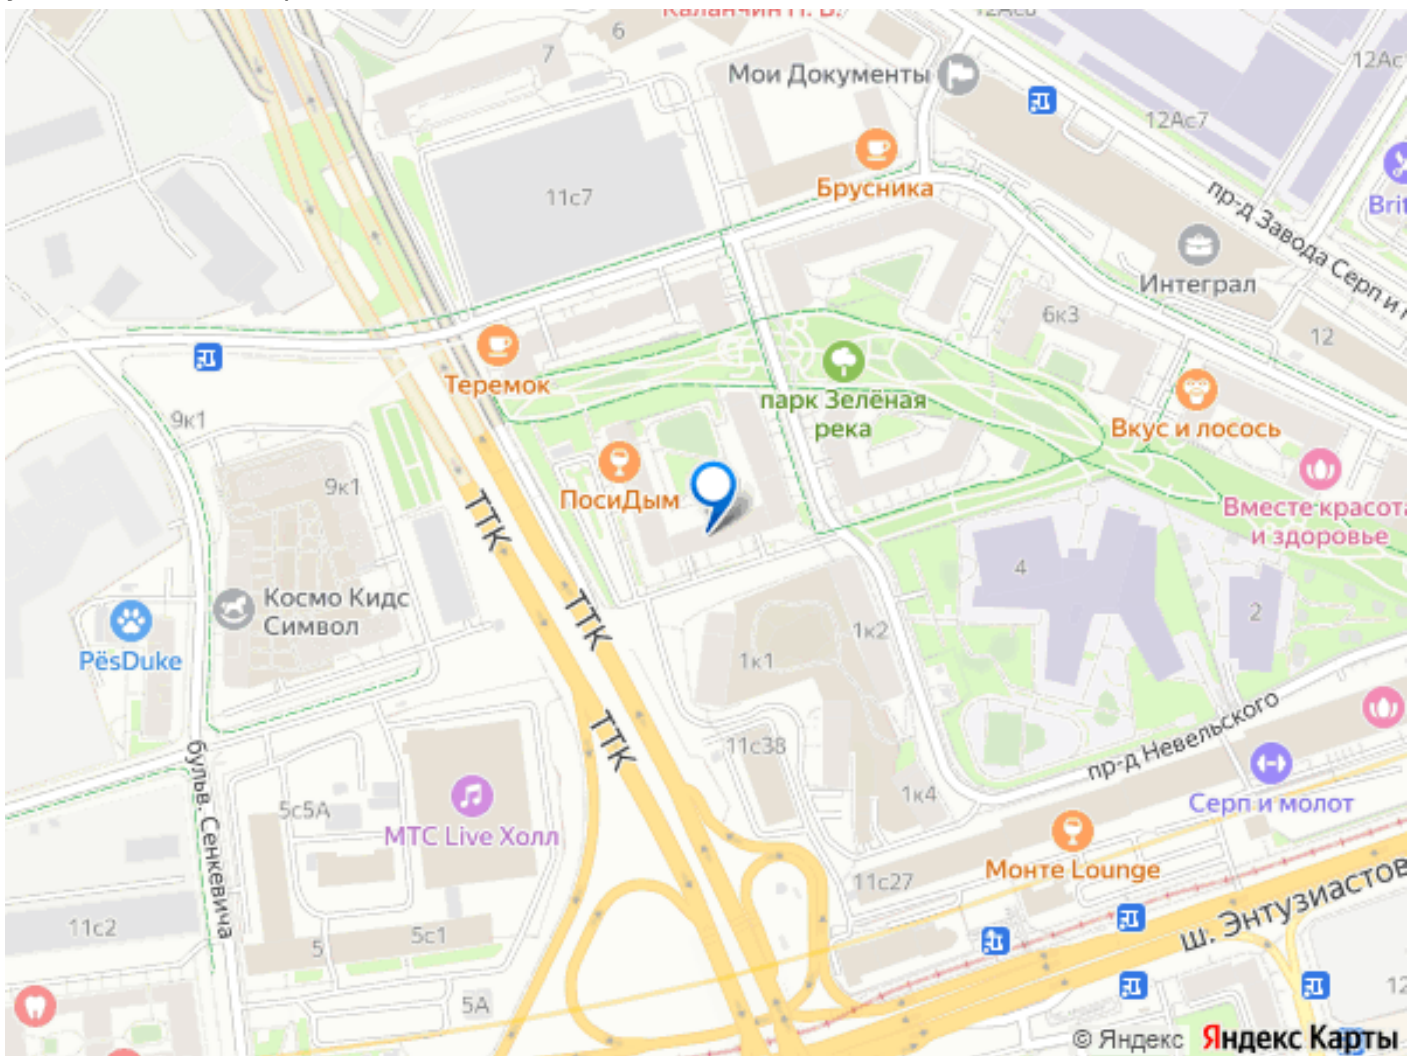 Каланчин П. В.
12Ас6
6
7
Мои Документы
12Ас
12Ас7
11с7
Брусника
Brit
пр-д Завода Серп и
Интеграл
6к3
12
Теремок
парк Зелёная
река
9к1
Вкус и лосось
ПосиДым
9к1
Вместе красота
и здоровье
ТТК
4
Космо Кидс
Символ
ТТК
2
PёsDuke
1к2
1к1
ТТК
11с38
пр-д Невельского
бульв. Сенкевича
1к4
Серп и молот
5с5А
МТС Live Холл
Монте Lounge
11с27
ш. Энтузиастов
11с2
5
5с1
5А
12
© Яндекс Яндекс Карты